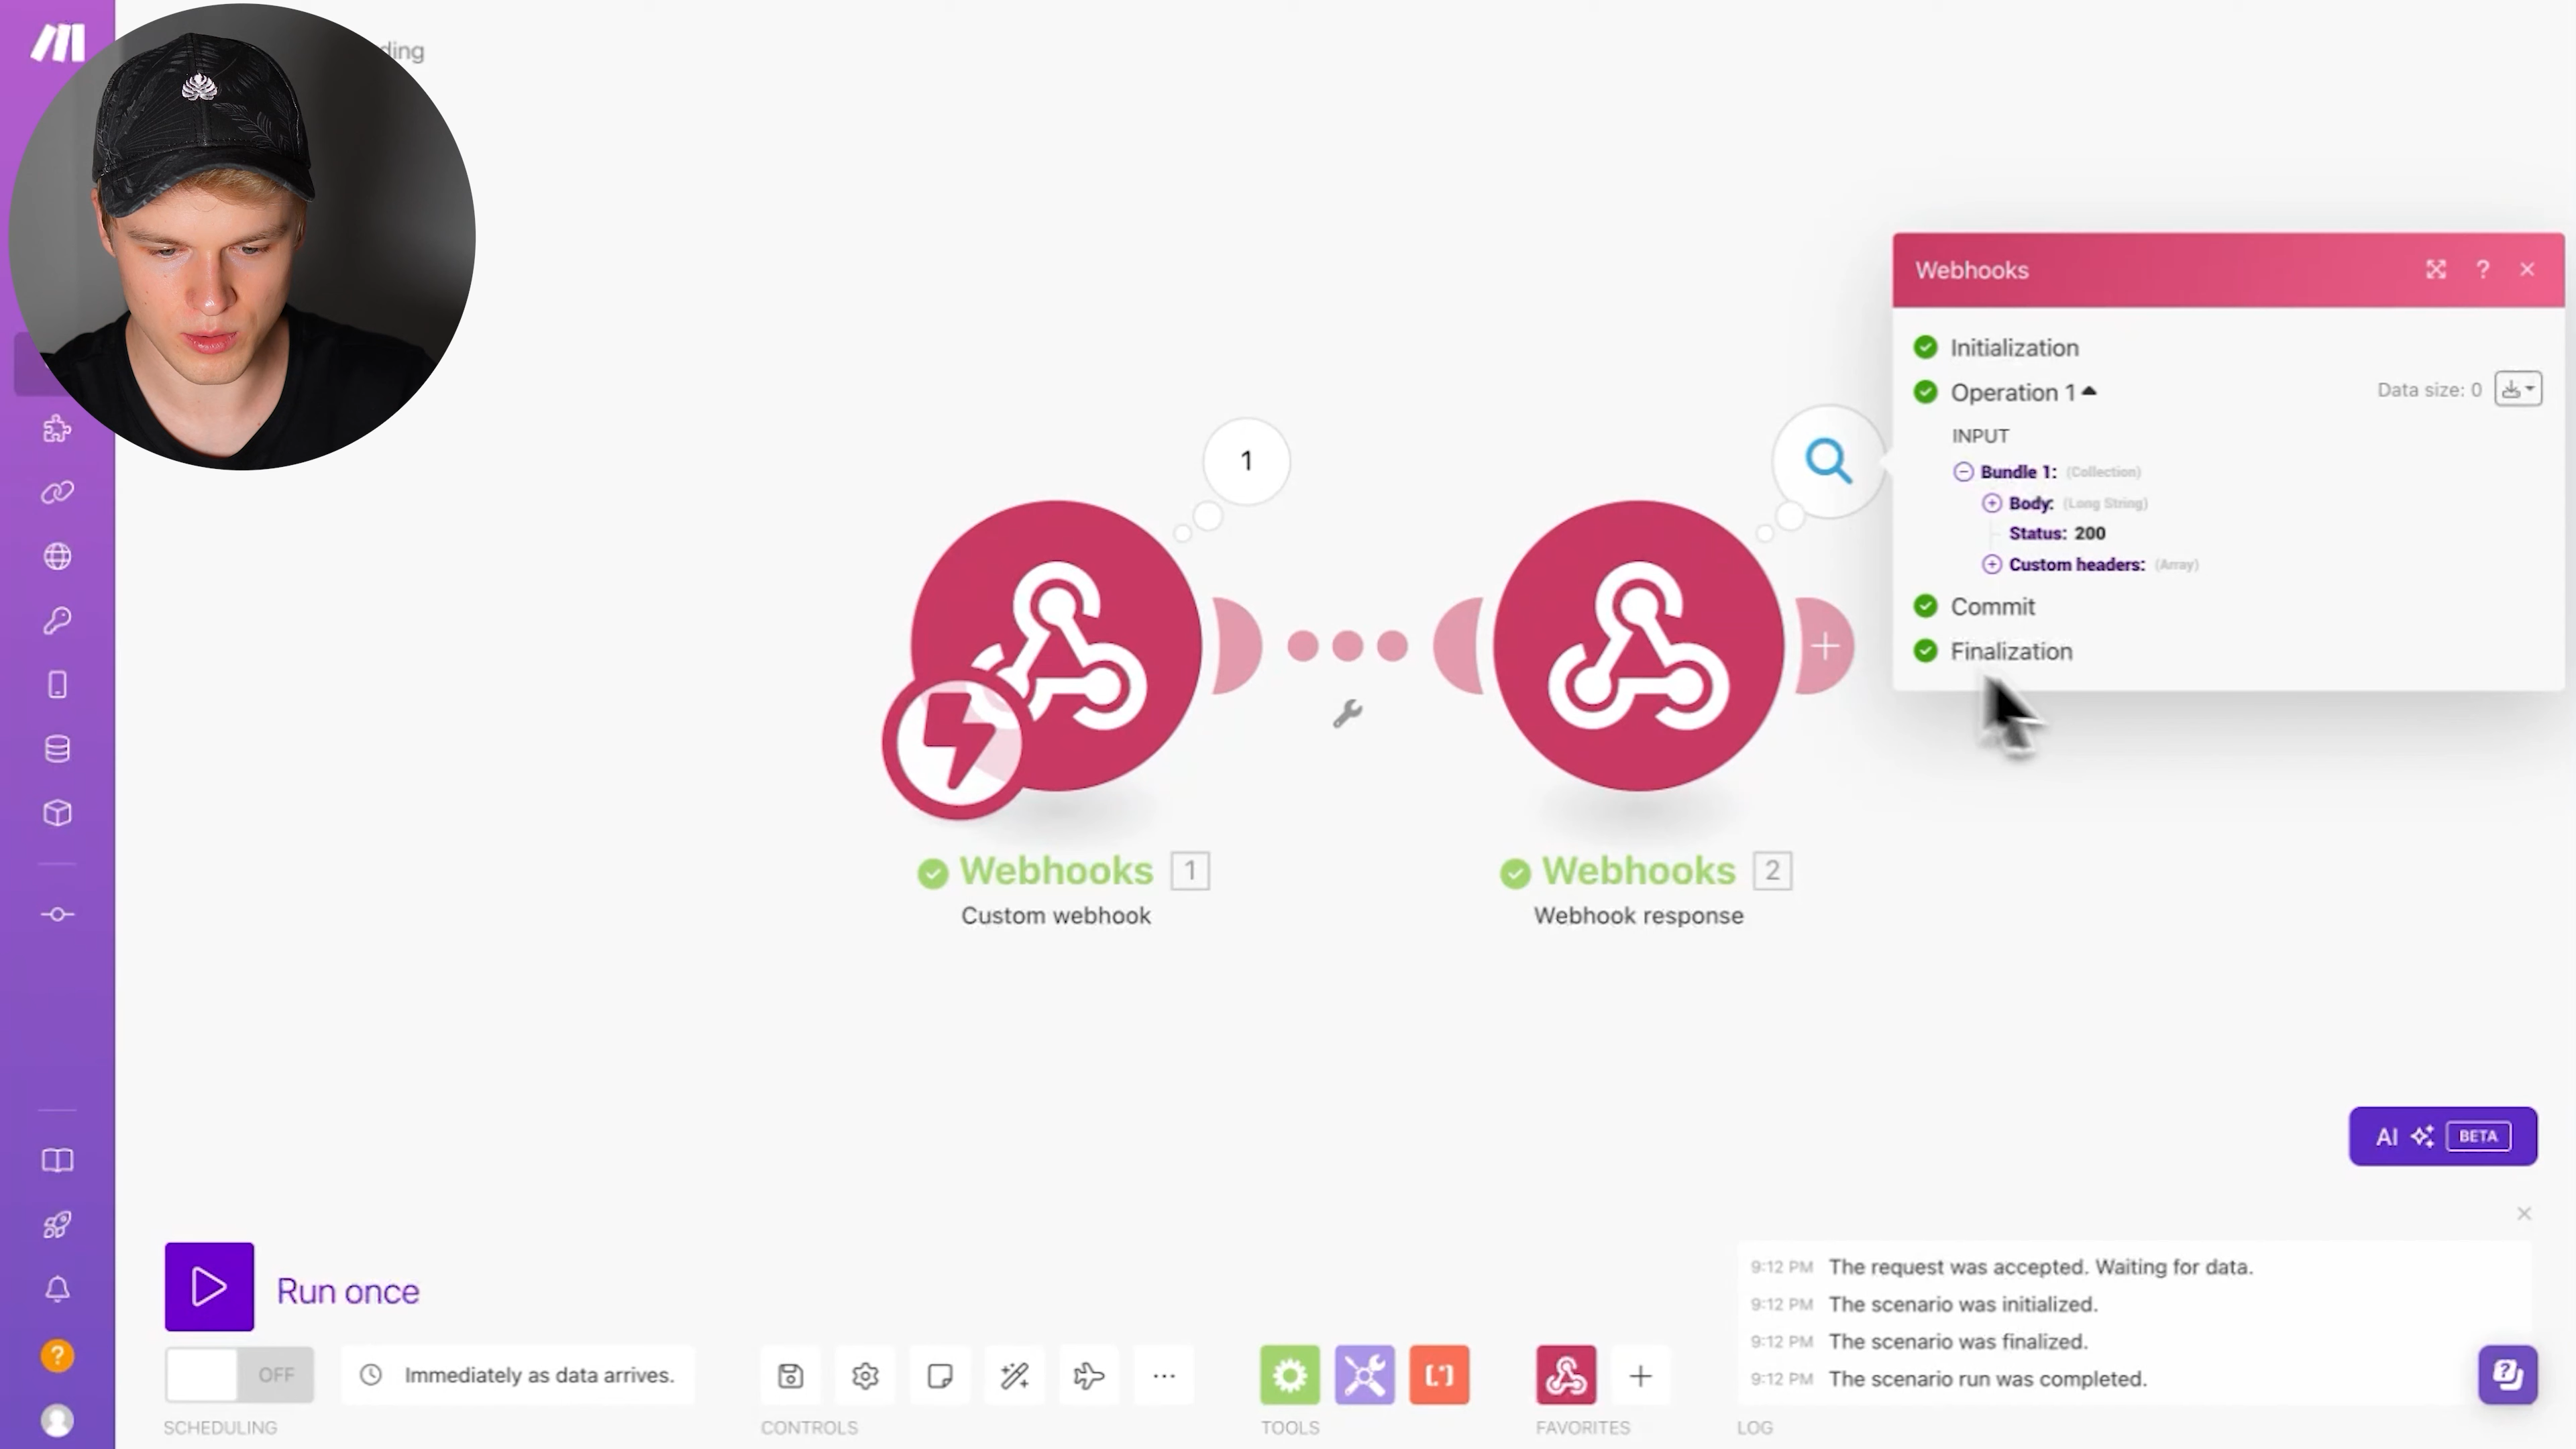 Webhooks
?
Initialization
Operation 1
Data size: 0
INPUT
Bundle 1: (Collection)
Body: (Long String)
Status: 200
Custom headers: (Array)
Commit
Finalization
1
Webhooks 1
Custom webhook
Webhooks 2
Webhook response
AI BETA
Run once
OFF
Immediately as data arrives.
SCHEDULING
CONTROLS
TOOLS
FAVORITES
9:12 PM The request was accepted. Waiting for data.
9:12 PM The scenario was initialized.
9:12 PM The scenario was finalized.
9:12 PM The scenario run was completed.
LOG
?
?